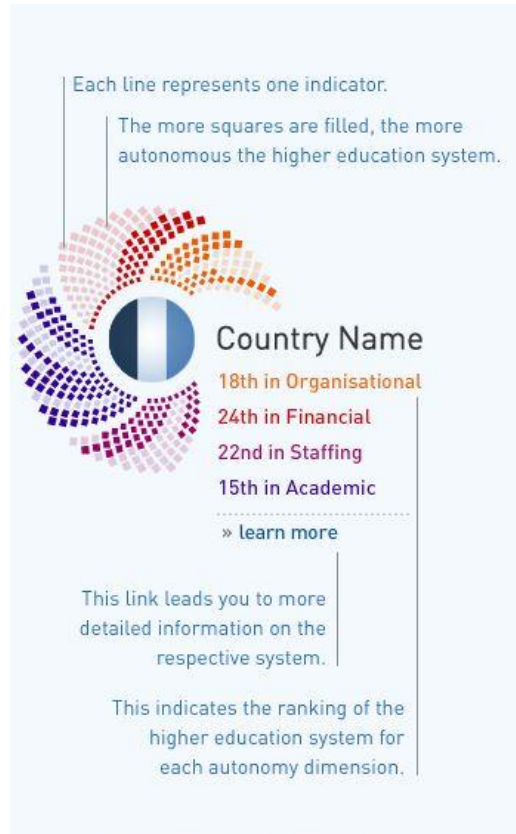 Each line represents one indicator.
The more squares are filled, the more
autonomous the higher education system.
Country Name
18th in Organisational
24th in Financial
22nd in Staffing
15th in Academic
» learn more
This link leads you to more
detailed information on the
respective system.
This indicates the ranking of the
higher education system for
each autonomy dimension.